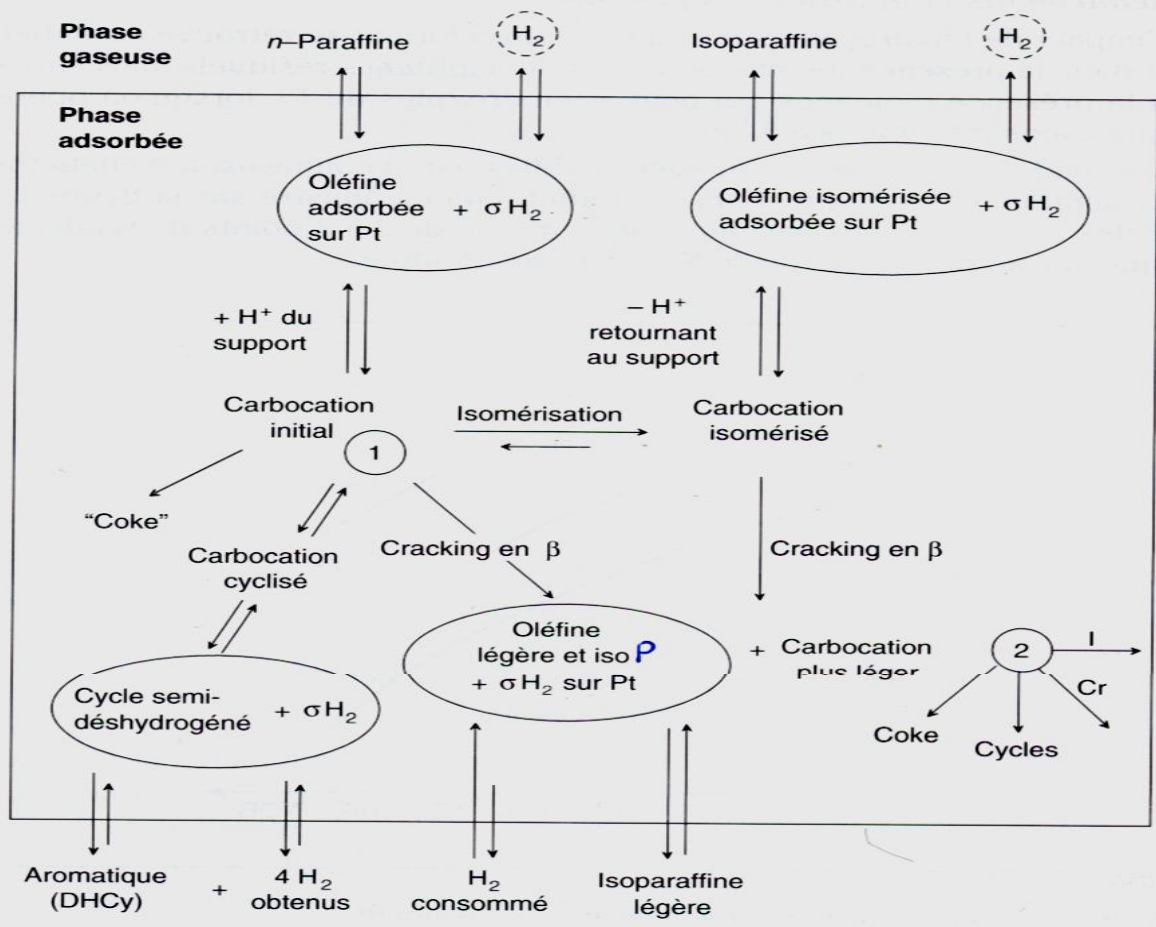 Phase
gaseuse
n–Paraffine
H₂
Isoparaffine
H₂
Phase
adsorbée
Oléfine
adsorbée + σH₂
sur Pt
Oléfine isomérisée
adsorbée sur Pt + σH₂
+ H⁺ du
support
– H⁺
retournant
au support
Carbocation
initial
1
Isomérisation
Carbocation
isomérisé
“Coke”
Carbocation
cyclisé
Cracking en β
Cracking en β
Oléfine
légère et iso P
+ σH₂ sur Pt
+ Carbocation
plus léger
2
I
Cr
Coke
Cycles
Cycle semi-
déshydrogéné + σH₂
Aromatique
(DHCy)
+
4 H₂
obtenus
H₂
consommé
Isoparaffine
légère